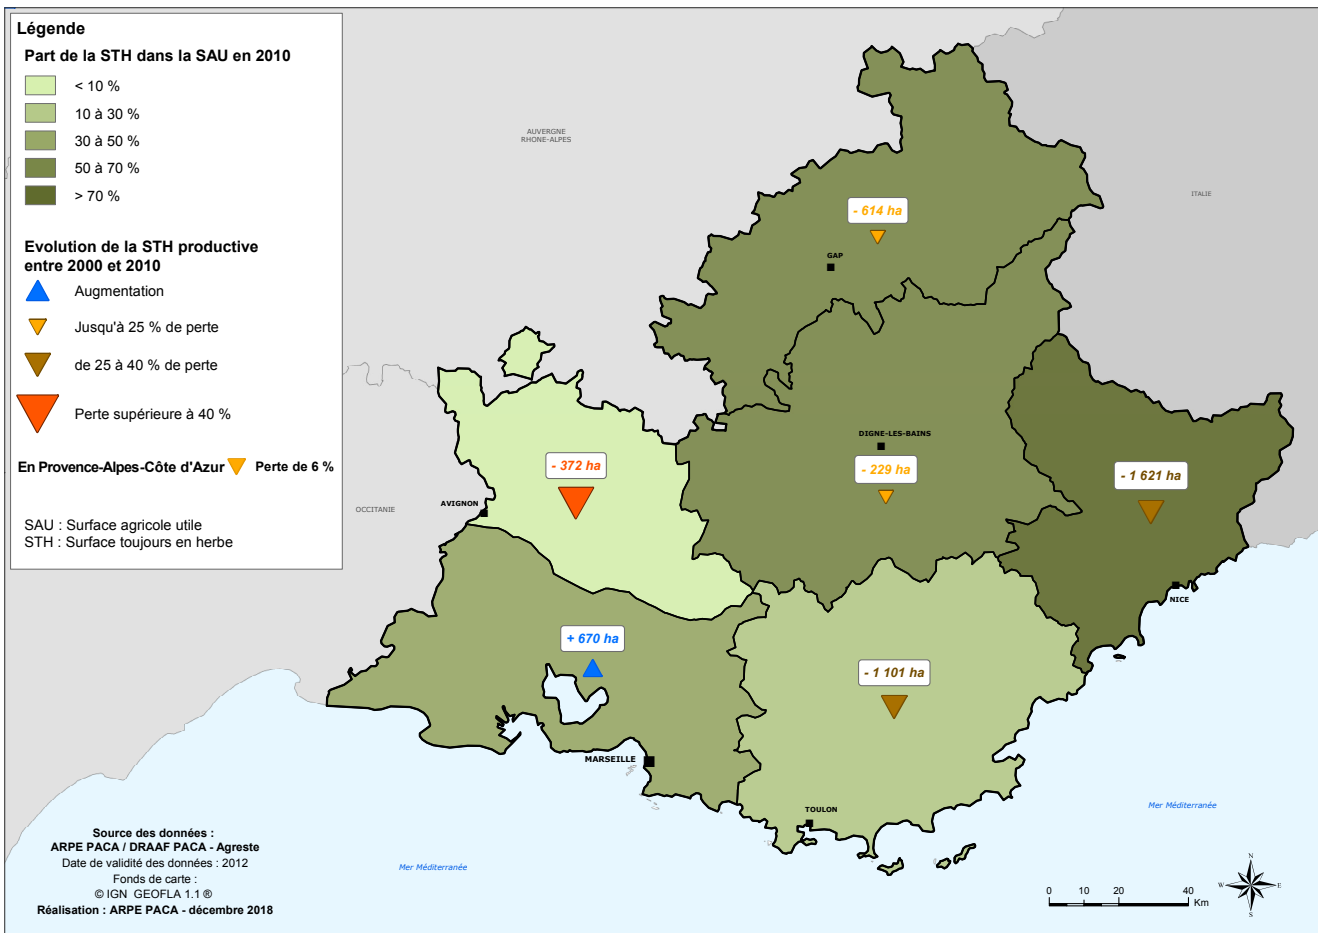 Légende
Part de la STH dans la SAU en 2010
< 10 %
10 à 30 %
30 à 50 %
50 à 70 %
> 70 %
Evolution de la STH productive
entre 2000 et 2010
Augmentation
Jusqu'à 25 % de perte
de 25 à 40 % de perte
Perte supérieure à 40 %
En Provence-Alpes-Côte d'Azur Perte de 6 %
SAU : Surface agricole utile
STH : Surface toujours en herbe
AUVERGNE
RHONE-ALPES
ITALIE
- 614 ha
GAP
DIGNE-LES-BAINS
- 229 ha
- 372 ha
- 1 621 ha
AVIGNON
OCCITANIE
NICE
+ 670 ha
- 1 101 ha
MARSEILLE
TOULON
Mer Méditerranée
Mer Méditerranée
Source des données :
ARPE PACA / DRAAF PACA - Agreste
Date de validité des données : 2012
Fonds de carte :
© IGN GEOFLA 1.1 ®
Réalisation : ARPE PACA - décembre 2018
0 10 20 40
Km
N
W E
S